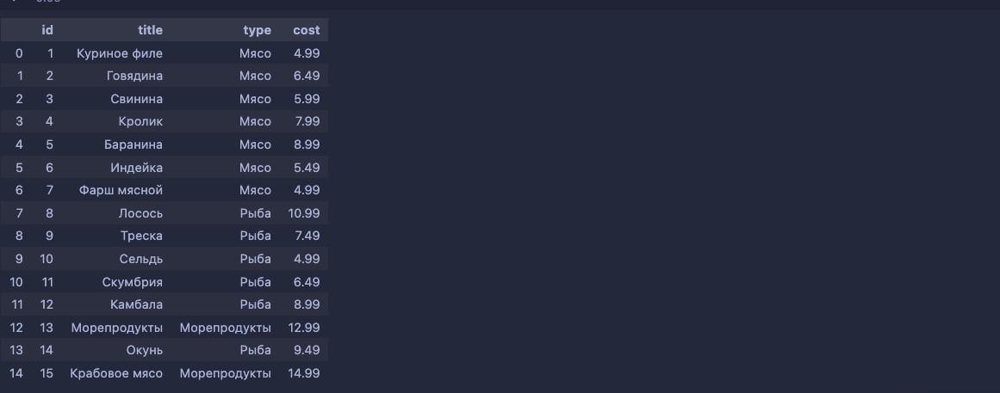 id title type cost
0 1 Куриное филе Мясо 4.99
1 2 Говядина Мясо 6.49
2 3 Свинина Мясо 5.99
3 4 Кролик Мясо 7.99
4 5 Баранина Мясо 8.99
5 6 Индейка Мясо 5.49
6 7 Фарш мясной Мясо 4.99
7 8 Лосось Рыба 10.99
8 9 Треска Рыба 7.49
9 10 Сельдь Рыба 4.99
10 11 Скумбрия Рыба 6.49
11 12 Камбала Рыба 8.99
12 13 Морепродукты Морепродукты 12.99
13 14 Окунь Рыба 9.49
14 15 Крабовое мясо Морепродукты 14.99